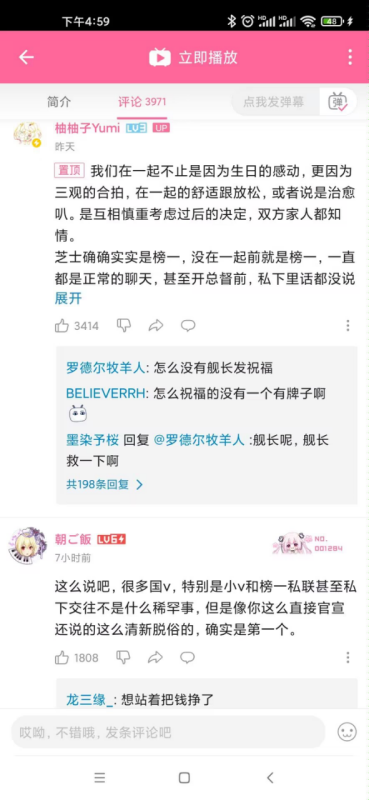 下午4:59
HD
HD
48
立即播放
简介
评论 3971
点我发弹幕
弹
柚柚子Yumi LV3 UP
昨天
置顶 我们在一起不止是因为生日的感动，更因为
三观的合拍，在一起的舒适跟放松，或者说是治愈
叭。是互相慎重考虑过后的决定，双方家人都知
情。
芝士确确实实是榜一，没在一起前就是榜一，一直
都是正常的聊天，甚至开总督前，私下里话都没说
展开
3414
罗德尔牧羊人: 怎么没有舰长发祝福
BELIEVERRH: 怎么祝福的没有一个有牌子啊
墨染予桜 回复 @罗德尔牧羊人 :舰长呢，舰长
救一下啊
共198条回复 >
朝ご飯 LV6
NO.
001284
7小时前
这么说吧，很多国v，特别是小v和榜一私联甚至私
下交往不是什么稀罕事，但是像你这么直接官宣
还说的这么清新脱俗的，确实是第一个。
1808
龙三缘_: 想站着把钱挣了
哎呦，不错哦，发条评论吧